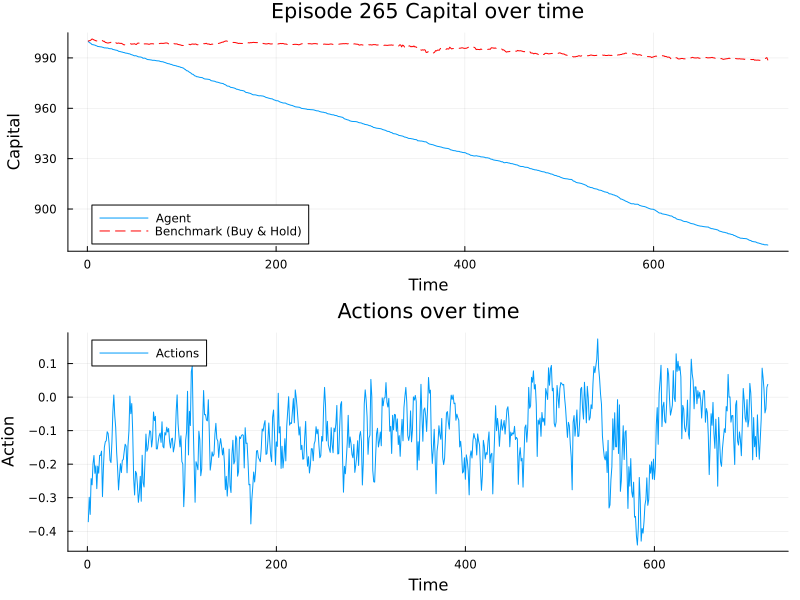 Episode 265 Capital over time
Capital
990
960
930
900
Agent
Benchmark (Buy & Hold)
0
200
400
600
Time
Actions over time
Action
Actions
0.1
0.0
−0.1
−0.2
−0.3
−0.4
0
200
400
600
Time